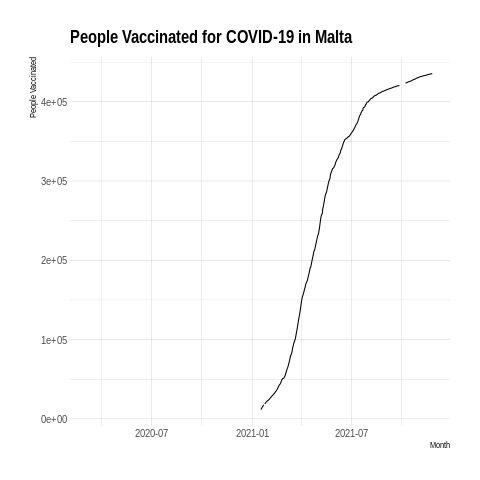 People Vaccinated for COVID-19 in Malta
People Vaccinated
4e+05
3e+05
2e+05
1e+05
0e+00
2020-07 2021-01 2021-07
Month